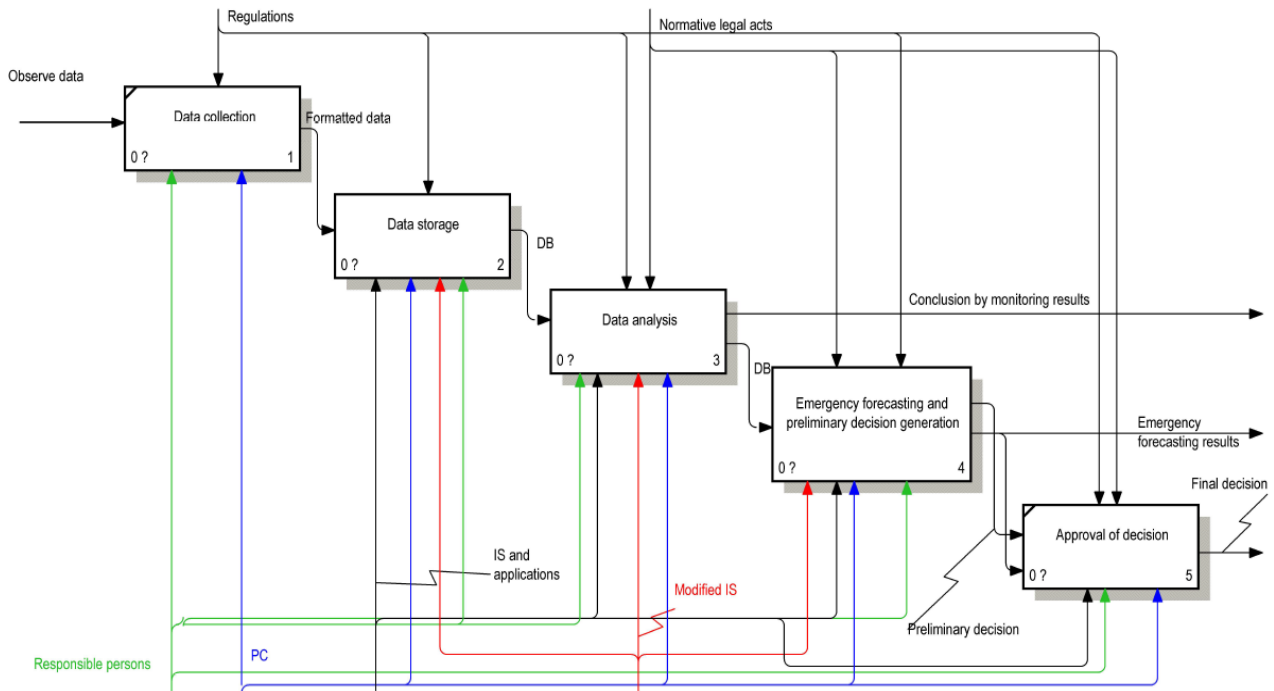 Regulations
Normative legal acts
Observe data
Data collection
Formatted data
0 ?
1
Data storage
DB
0 ?
2
Conclusion by monitoring results
Data analysis
0 ?
3
DB
Emergency forecasting and
preliminary decision generation
Emergency
forecasting results
0 ?
4
Final decision
Approval of decision
IS and
applications
0 ?
5
Modified IS
Preliminary decision
Responsible persons
PC